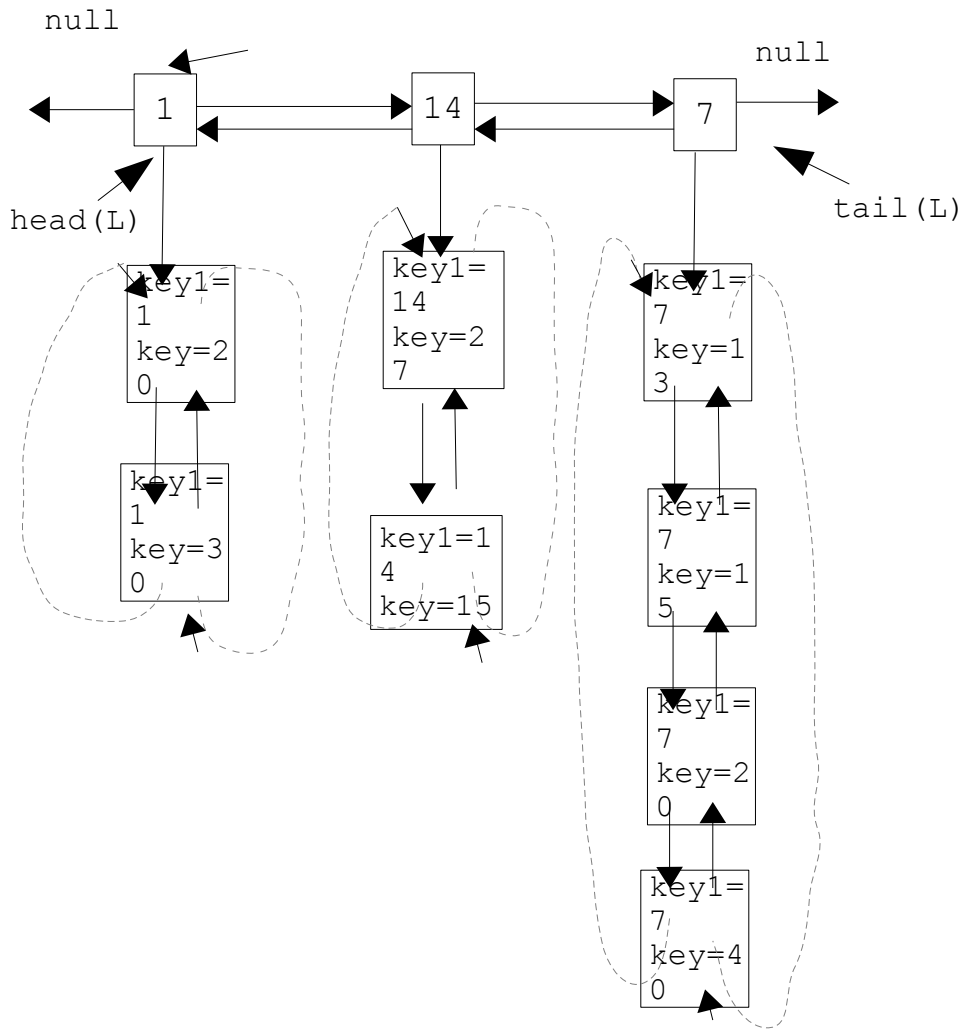 null
null
1
14
7
head(L)
tail(L)
key1=
1
key=2
0
key1=
1
key=3
0
key1=
14
key=2
7
key1=1
4
key=15
key1=
7
key=1
3
key1=
7
key=1
5
key1=
7
key=2
0
key1=
7
key=4
0